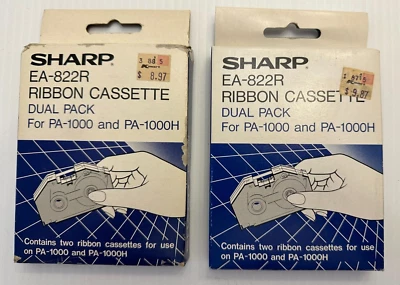 SHARP
EA-822R
RIBBON CASSETTE
DUAL PACK
For PA-1000 and PA-1000H
$ 8.97
Contains two ribbon cassettes for use
on PA-1000 and PA-1000H
SHARP
EA-822R
RIBBON CASSETTE
DUAL PACK
For PA-1000 and PA-1000H
$ 9.87
Contains two ribbon cassettes for use
on PA-1000 and PA-1000H